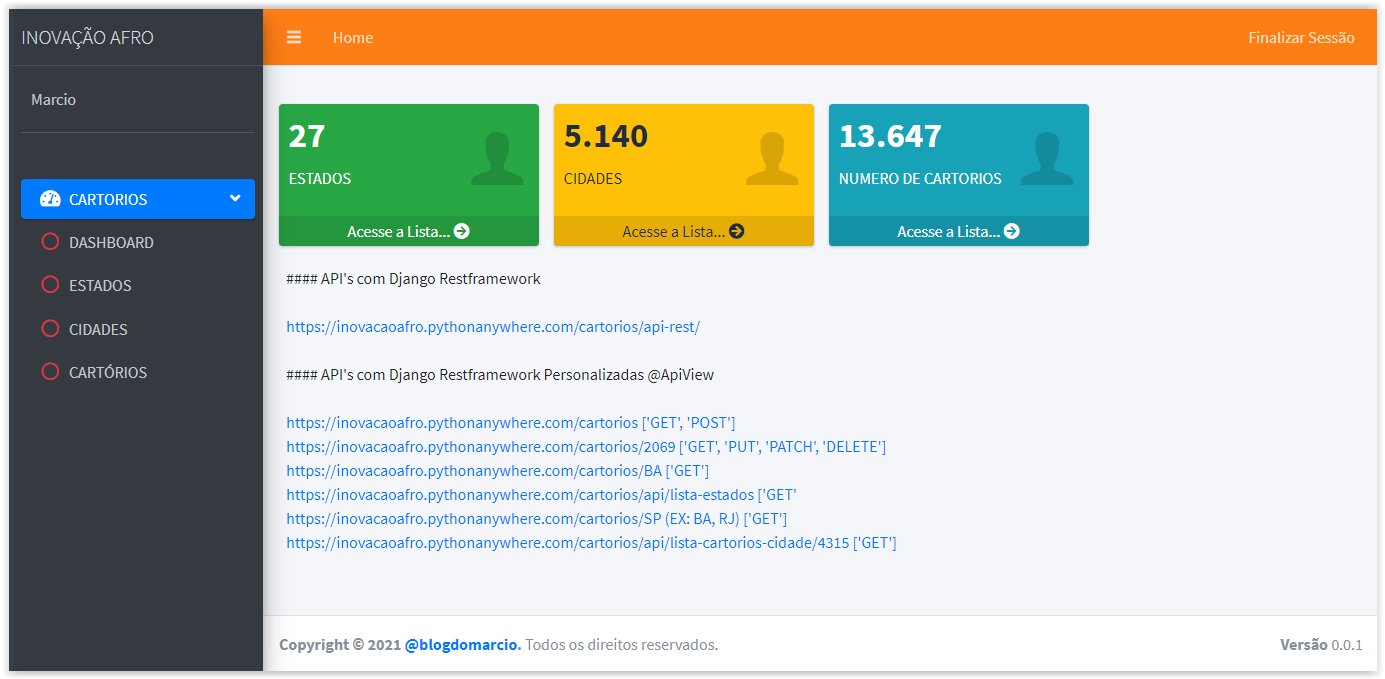 INOVAÇÃO AFRO
Home
Finalizar Sessão
Marcio
CARTORIOS
DASHBOARD
ESTADOS
CIDADES
CARTÓRIOS
27
ESTADOS
Acesse a Lista...
5.140
CIDADES
Acesse a Lista...
13.647
NUMERO DE CARTORIOS
Acesse a Lista...
#### API's com Django Restframework
https://inovacaoafro.pythonanywhere.com/cartorios/api-rest/
#### API's com Django Restframework Personalizadas @ApiView
https://inovacaoafro.pythonanywhere.com/cartorios ['GET', 'POST']
https://inovacaoafro.pythonanywhere.com/cartorios/2069 ['GET', 'PUT', 'PATCH', 'DELETE']
https://inovacaoafro.pythonanywhere.com/cartorios/BA ['GET']
https://inovacaoafro.pythonanywhere.com/cartorios/api/lista-estados ['GET'
https://inovacaoafro.pythonanywhere.com/cartorios/SP (EX: BA, RJ) ['GET']
https://inovacaoafro.pythonanywhere.com/cartorios/api/lista-cartorios-cidade/4315 ['GET']
Copyright © 2021 @blogdomarcio. Todos os direitos reservados.
Versão 0.0.1